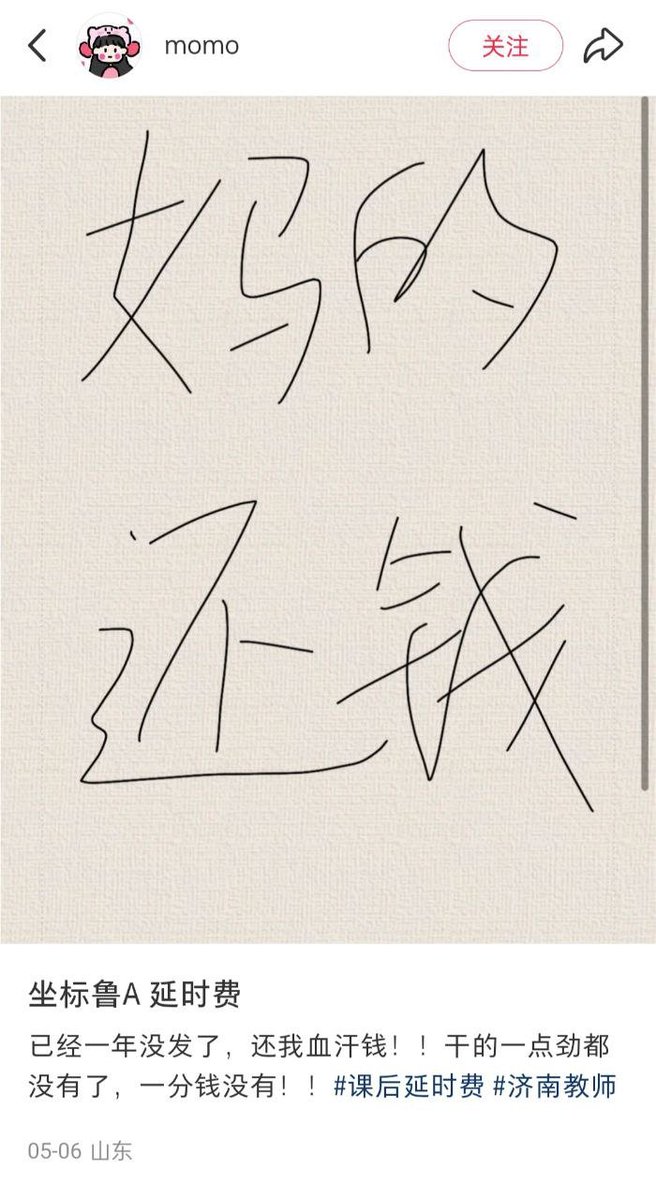 momo
关注
妈的
还钱
坐标鲁A 延时费
已经一年没发了，还我血汗钱！！干的一点劲都
没有了，一分钱没有！！#课后延时费 #济南教师
05-06 山东